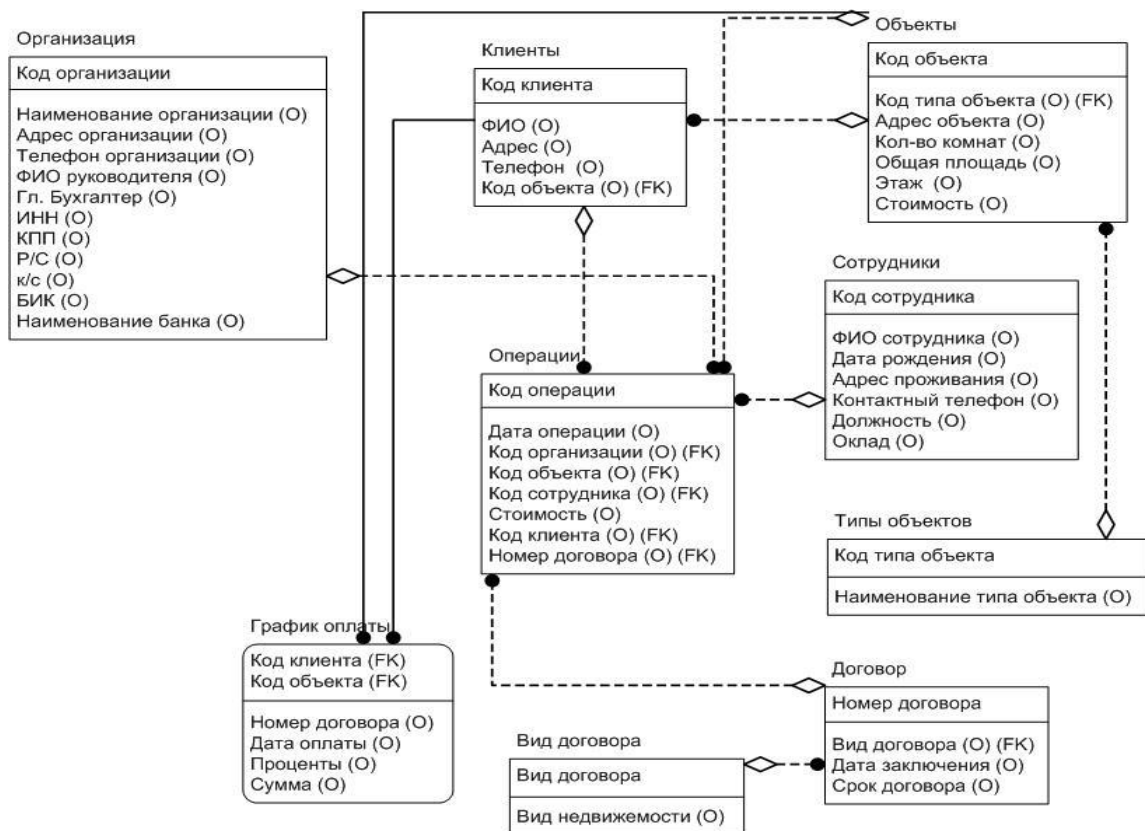 Организация
Код организации
Наименование организации (О)
Адрес организации (О)
Телефон организации (О)
ФИО руководителя (О)
Гл. Бухгалтер (О)
ИНН (О)
КПП (О)
Р/С (О)
к/с (О)
БИК (О)
Наименование банка (О)
Клиенты
Код клиента
ФИО (О)
Адрес (О)
Телефон (О)
Код объекта (О) (FK)
Объекты
Код объекта
Код типа объекта (О) (FK)
Адрес объекта (О)
Кол-во комнат (О)
Общая площадь (О)
Этаж (О)
Стоимость (О)
Сотрудники
Код сотрудника
ФИО сотрудника (О)
Дата рождения (О)
Адрес проживания (О)
Контактный телефон (О)
Должность (О)
Оклад (О)
Операции
Код операции
Дата операции (О)
Код организации (О) (FK)
Код объекта (О) (FK)
Код сотрудника (О) (FK)
Стоимость (О)
Код клиента (О) (FK)
Номер договора (О) (FK)
Типы объектов
Код типа объекта
Наименование типа объекта (О)
График оплаты
Код клиента (FK)
Код объекта (FK)
Номер договора (О)
Дата оплаты (О)
Проценты (О)
Сумма (О)
Договор
Номер договора
Вид договора (О) (FK)
Дата заключения (О)
Срок договора (О)
Вид договора
Вид договора
Вид недвижемости (О)